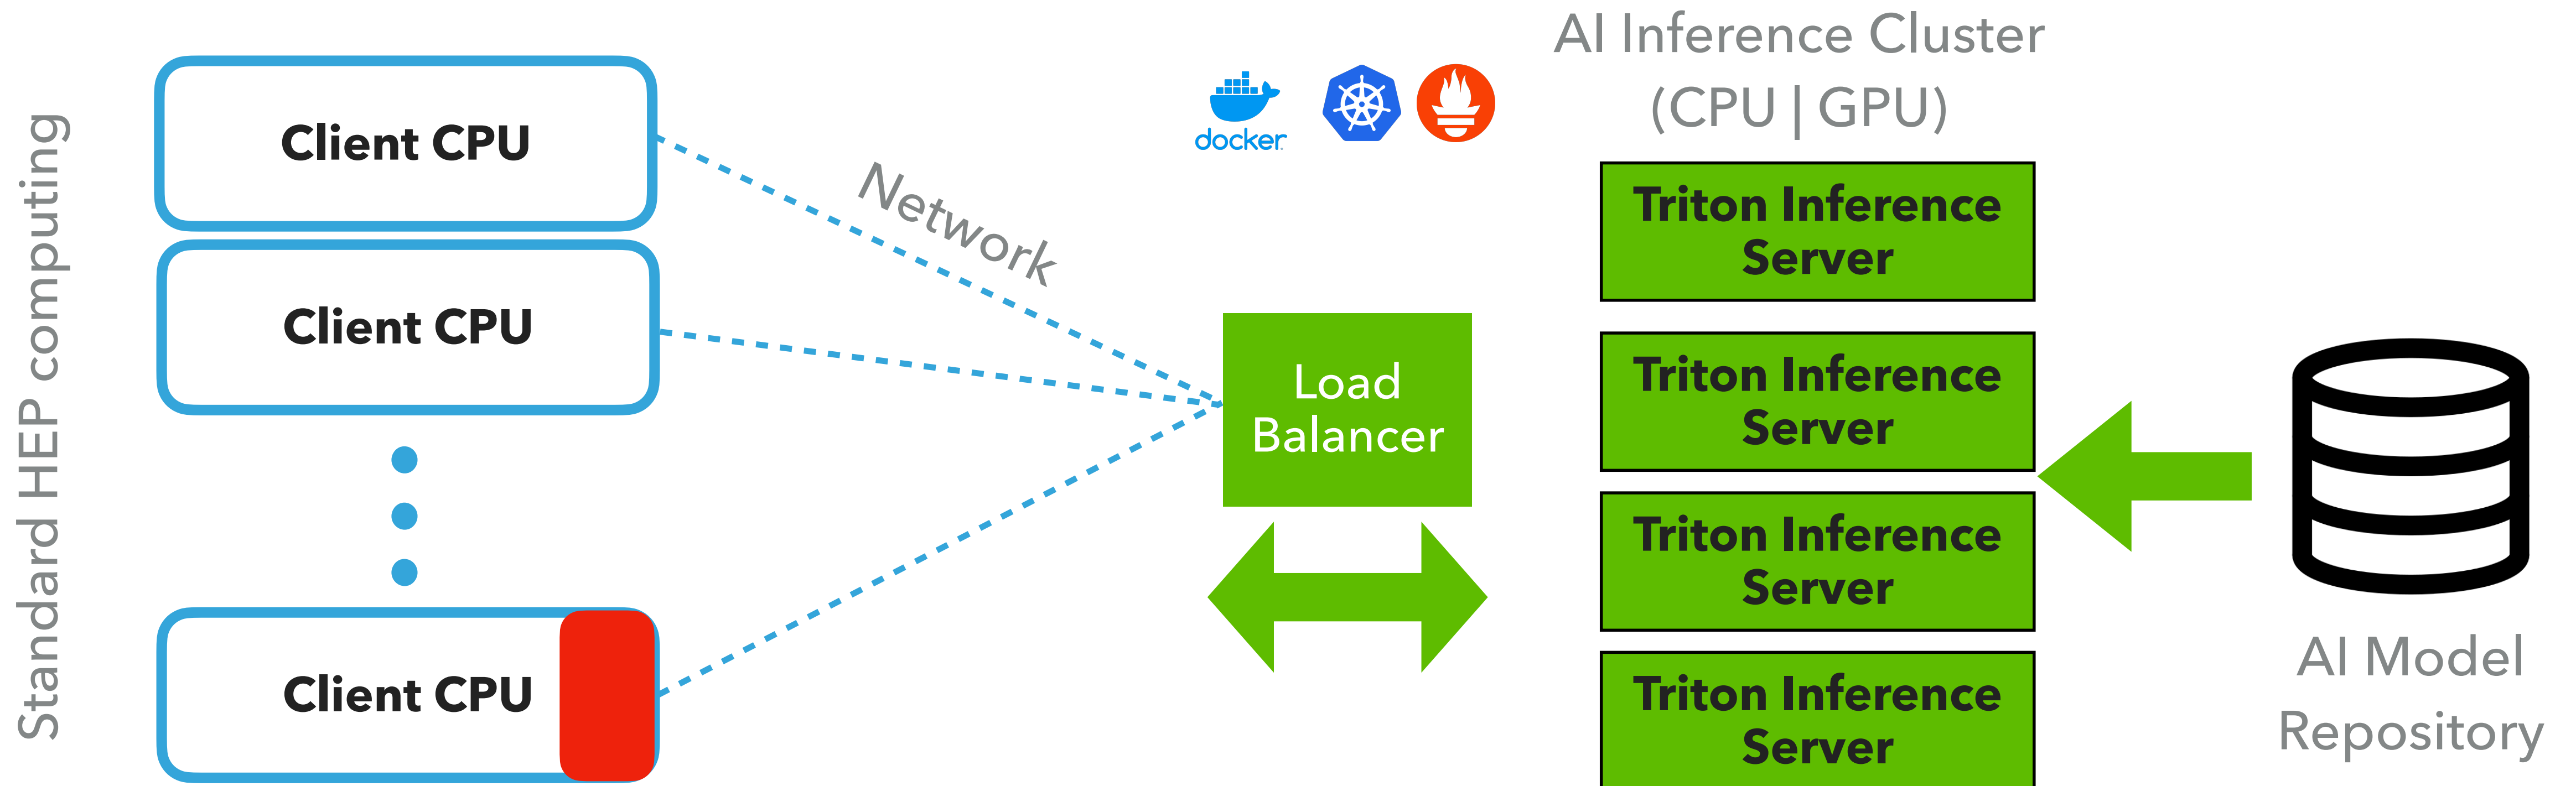 Standard HEP computing
Client CPU
Client CPU
Client CPU
Network
docker
Load
Balancer
AI Inference Cluster
(CPU | GPU)
Triton Inference
Server
Triton Inference
Server
Triton Inference
Server
Triton Inference
Server
AI Model
Repository